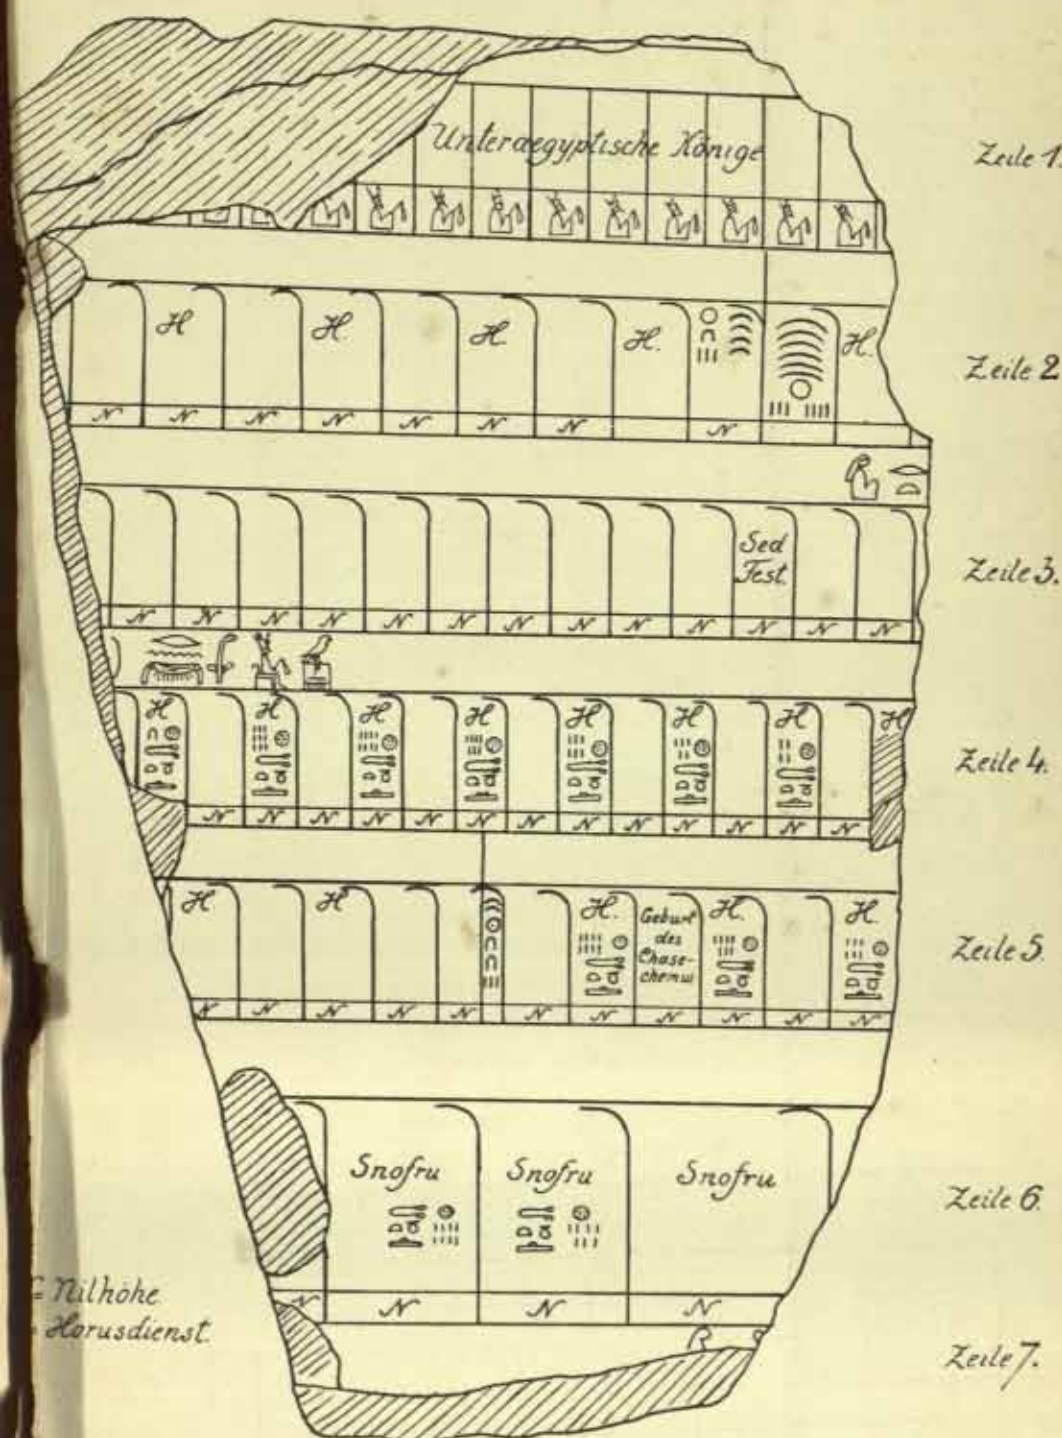 Unteraegyptische Könige
Zeile 1.
H H. H. H. H.
Zeile 2
N N N N N N N N
Sed
Fest.
Zeile 3.
N N N N N N N N N N N N N
H H H H H H H H
Zeile 4.
N N N N N N N N N N N N N
H H H. H. H.
Geburt
des
Chase-
chemui
Zeile 5.
N N N N N N N N N N N
Snofru Snofru Snofru
Zeile 6.
N N N N
= Nilhöhe
Horusdienst.
Zeile 7.